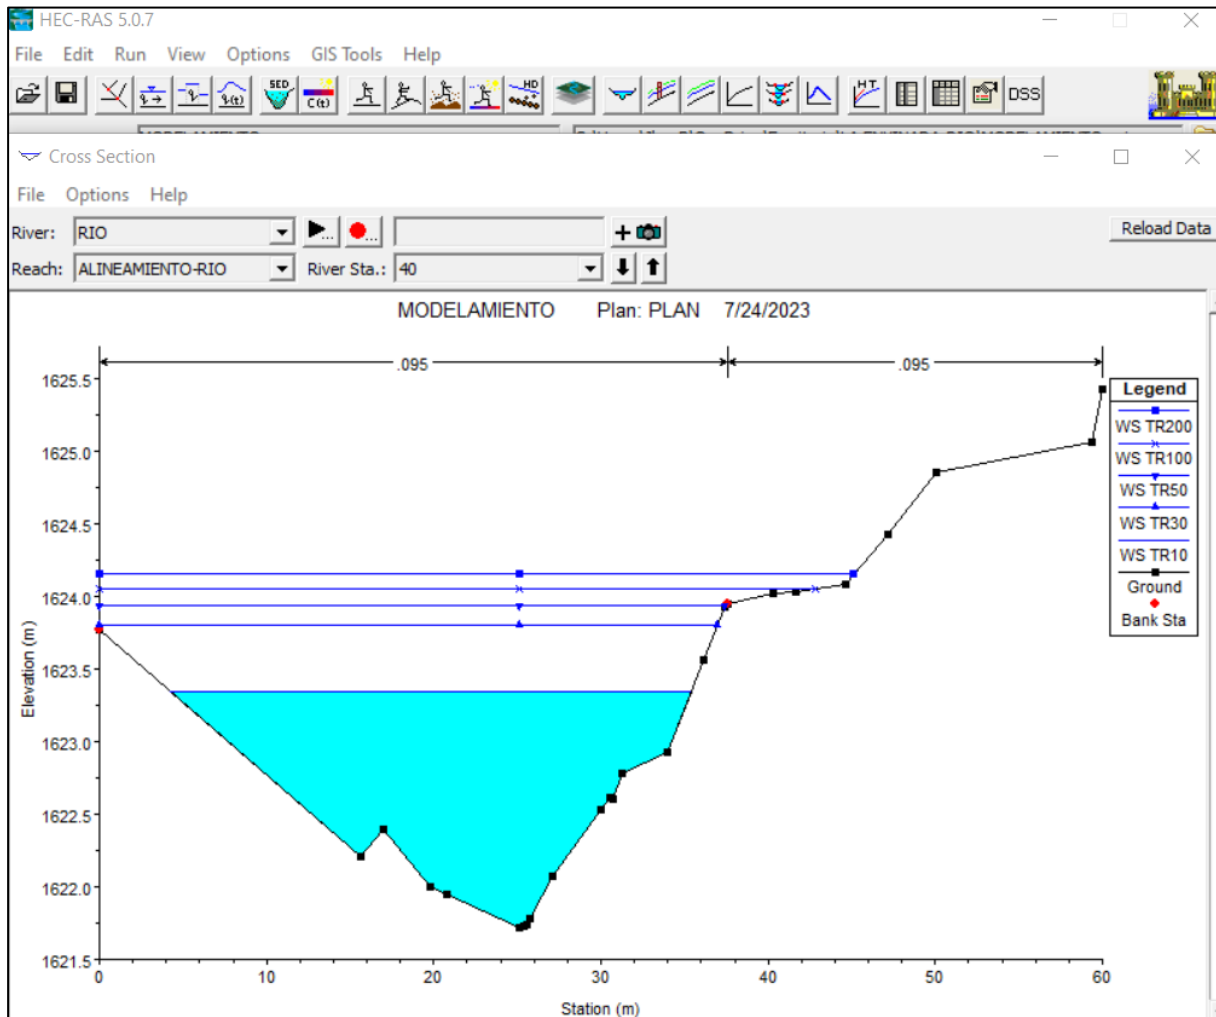 HEC-RAS 5.0.7
File Edit Run View Options GIS Tools Help
SED C(t) HD HT DSS
Cross Section
File Options Help
River: RIO
Reload Data
Reach: ALINEAMIENTO-RIO River Sta.: 40
MODELAMIENTO Plan: PLAN 7/24/2023
.095 .095
1625.5
1625.0
1624.5
1624.0
1623.5
1623.0
1622.5
1622.0
1621.5
Elevation (m)
0 10 20 30 40 50 60
Station (m)
Legend
WS TR200
WS TR100
WS TR50
WS TR30
WS TR10
Ground
Bank Sta